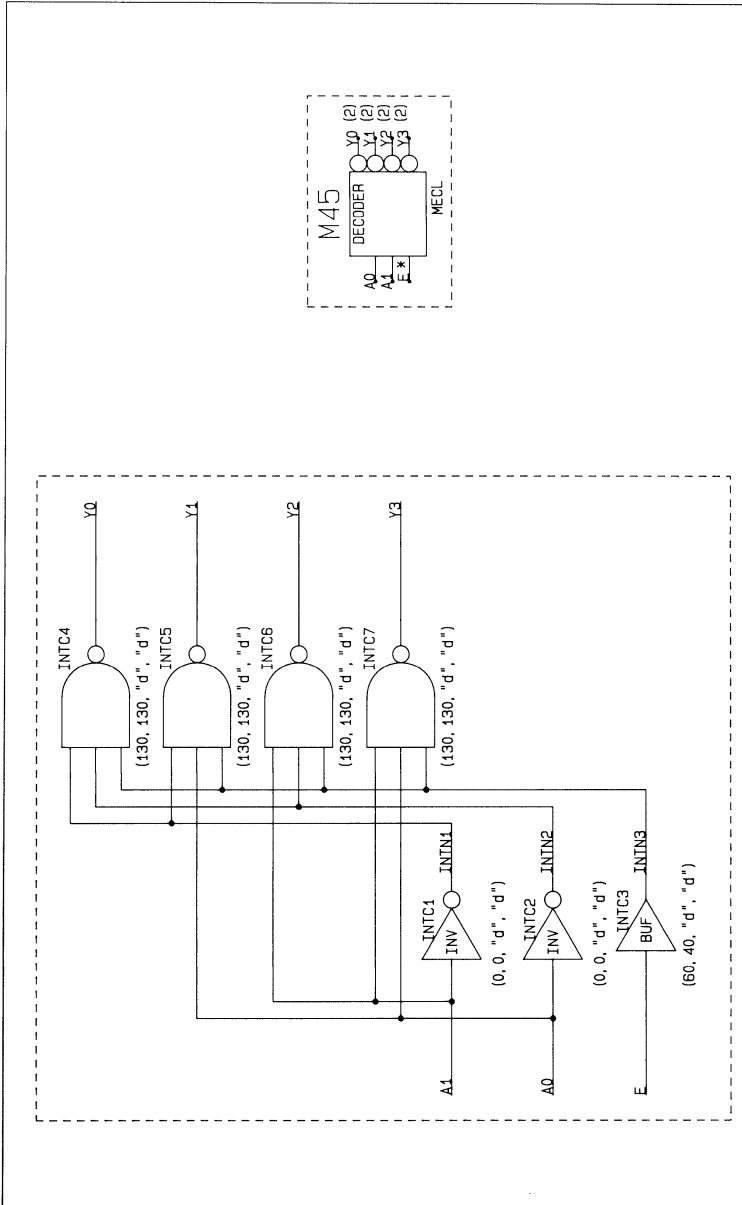 M45
DECODER
A0
A1
E *
Y0 (2)
Y1 (2)
Y2 (2)
Y3 (2)
MECL
INTC4
Y0
(130, 130, "d", "d")
INTC5
Y1
(130, 130, "d", "d")
INTC6
Y2
(130, 130, "d", "d")
INTC7
Y3
(130, 130, "d", "d")
A1
INTC1
INV
INTN1
(0, 0, "d", "d")
A0
INTC2
INV
INTN2
(0, 0, "d", "d")
E
INTC3
BUF
INTN3
(60, 40, "d", "d")